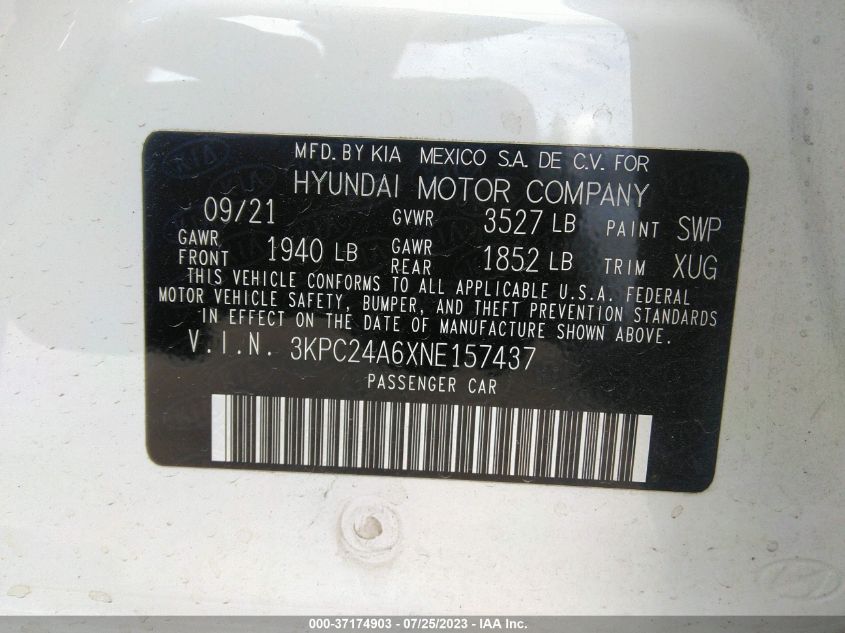 MFD. BY KIA MEXICO S.A. DE C.V. FOR
HYUNDAI MOTOR COMPANY
09/21 GVWR 3527 LB PAINT SWP
GAWR FRONT 1940 LB GAWR REAR 1852 LB TRIM XUG
THIS VEHICLE CONFORMS TO ALL APPLICABLE U.S.A. FEDERAL
MOTOR VEHICLE SAFETY, BUMPER, AND THEFT PREVENTION STANDARDS
IN EFFECT ON THE DATE OF MANUFACTURE SHOWN ABOVE.
V.I.N. 3KPC24A6XNE157437
PASSENGER CAR
000-37174903 - 07/25/2023 - IAA Inc.